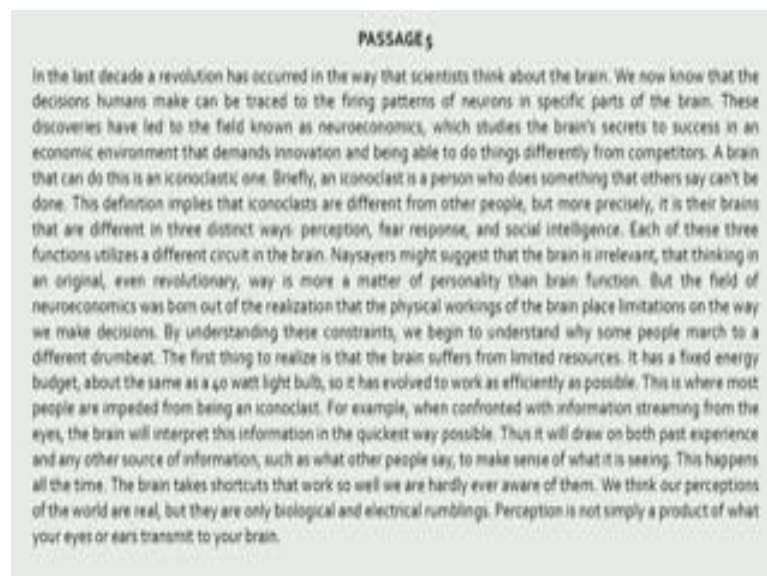 PASSAGE 5
In the last decade a revolution has occurred in the way that scientists think about the brain. We now know that the
decisions humans make can be traced to the firing patterns of neurons in specific parts of the brain. These
discoveries have led to the field known as neuroeconomics, which studies the brain's secrets to success in an
economic environment that demands innovation and being able to do things differently from competitors. A brain
that can do this is an iconoclastic one. Briefly, an iconoclast is a person who does something that others say can't be
done. This definition implies that iconoclasts are different from other people, but more precisely, it is their brains
that are different in three distinct ways: perception, fear response, and social intelligence. Each of these three
functions utilizes a different circuit in the brain. Naysayers might suggest that the brain is irrelevant, that thinking in
an original, even revolutionary, way is more a matter of personality than brain function. But the field of
neuroeconomics was born out of the realization that the physical workings of the brain place limitations on the way
we make decisions. By understanding these constraints, we begin to understand why some people march to a
different drumbeat. The first thing to realize is that the brain suffers from limited resources. It has a fixed energy
budget, about the same as a 40 watt light bulb, so it has evolved to work as efficiently as possible. This is where most
people are impeded from being an iconoclast. For example, when confronted with information streaming from the
eyes, the brain will interpret this information in the quickest way possible. Thus it will draw on both past experience
and any other source of information, such as what other people say, to make sense of what it is seeing. This happens
all the time. The brain takes shortcuts that work so well we are hardly ever aware of them. We think our perceptions
of the world are real, but they are only biological and electrical rumblings. Perception is not simply a product of what
your eyes or ears transmit to your brain.